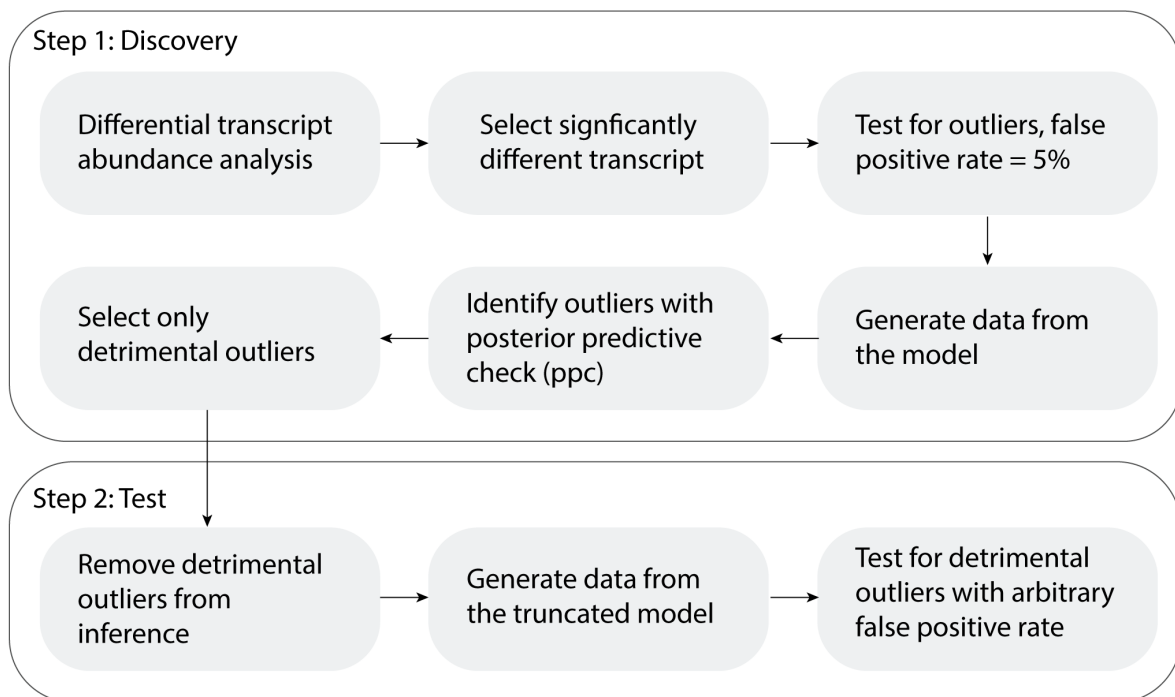 Step 1: Discovery
Differential transcript
abundance analysis
Select signficantly
different transcript
Test for outliers, false
positive rate = 5%
Generate data from
the model
Identify outliers with
posterior predictive
check (ppc)
Select only
detrimental outliers
Step 2: Test
Remove detrimental
outliers from
inference
Generate data from
the truncated model
Test for detrimental
outliers with arbitrary
false positive rate